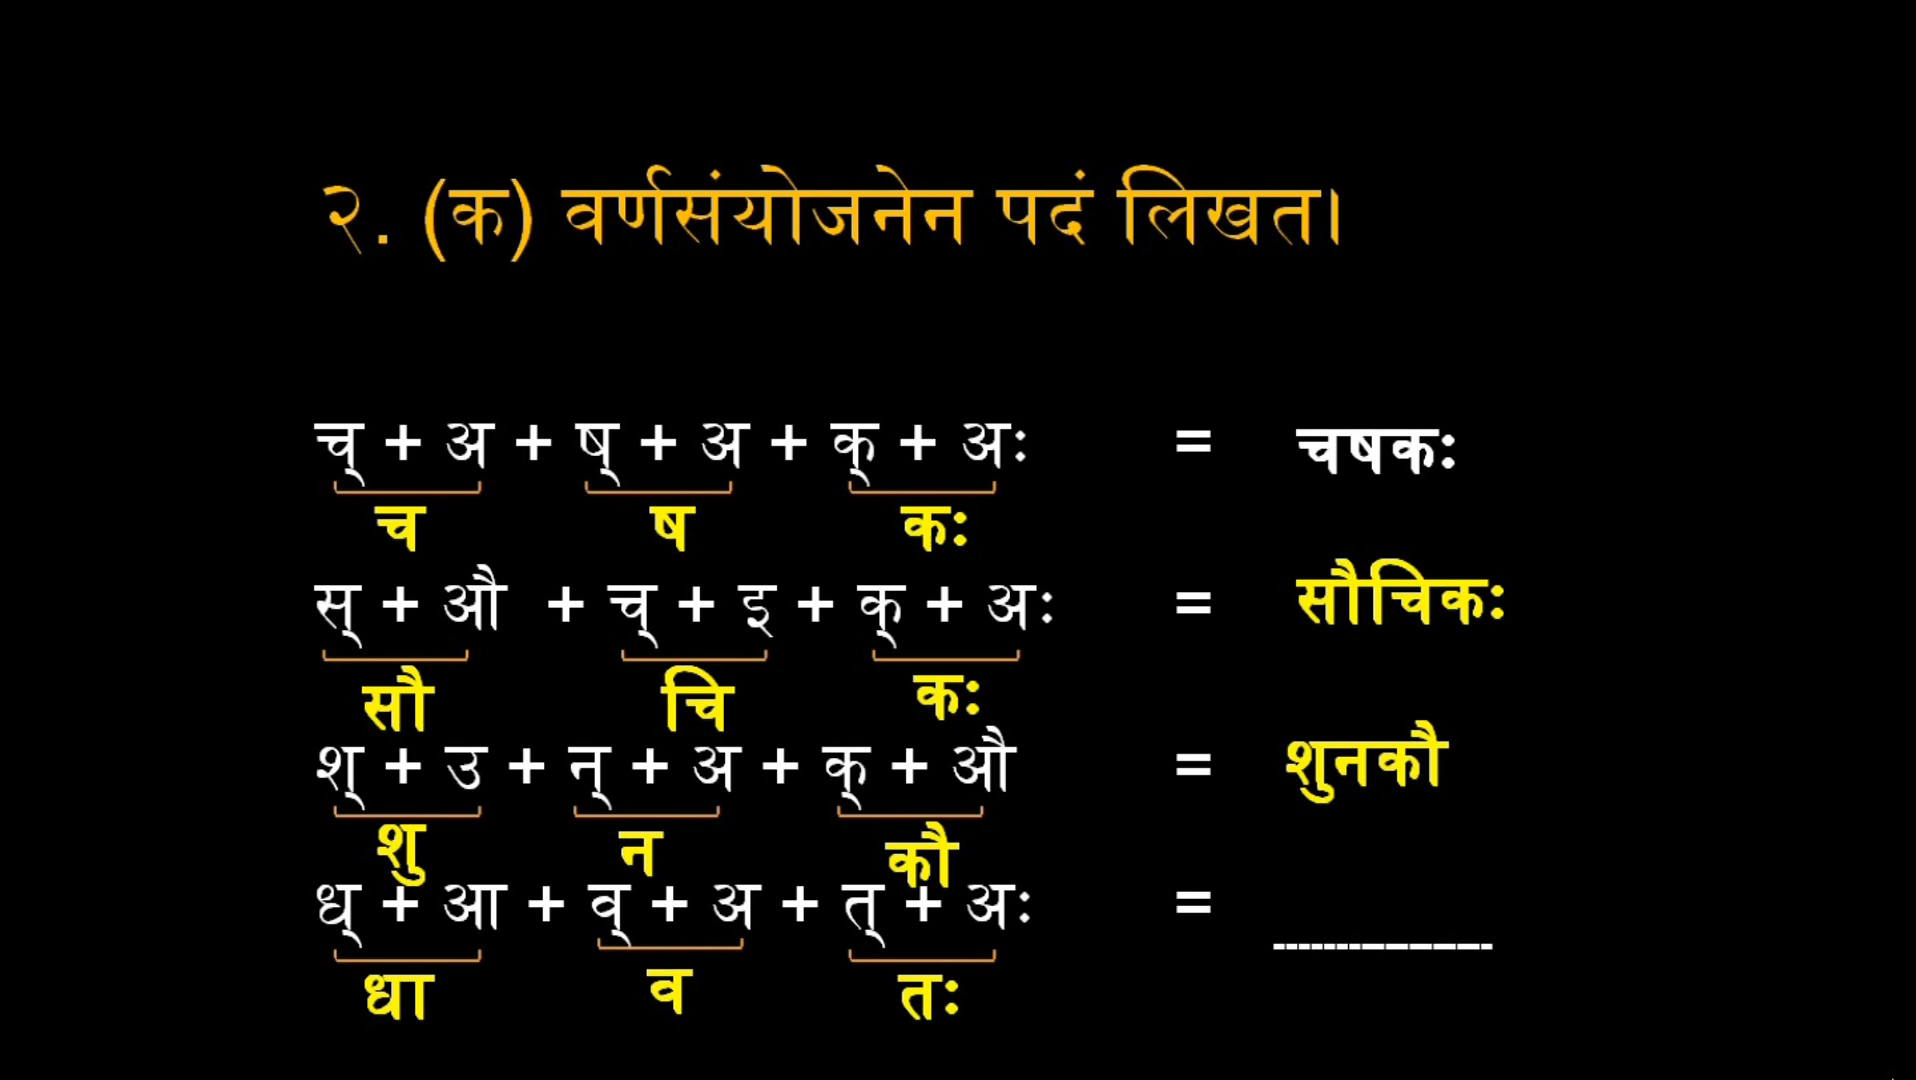 २. (क) वर्णसंयोजनेन पदं लिखत।
च् + अ + ष् + अ + क् + अः = चषकः
च ष कः
स् + औ + च् + इ + क् + अः = सौचिकः
सौ चि कः
श् + उ + न् + अ + क् + औ = शुनकौ
शु न कौ
ध् + आ + व् + अ + त् + अः = ------------------
धा व तः